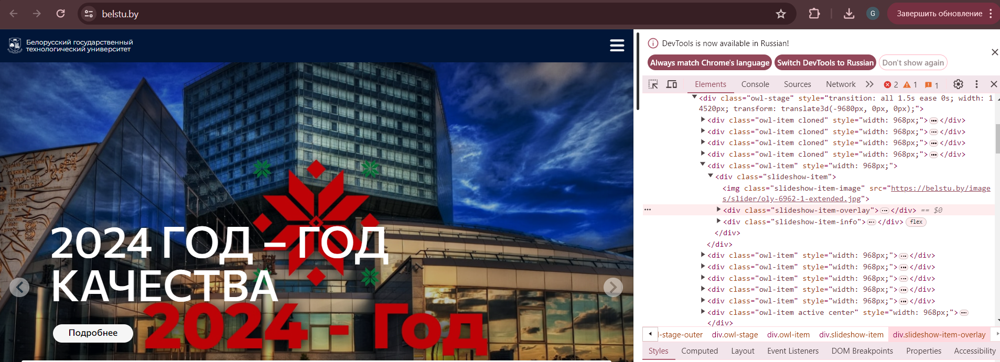 belstu.by
G
Завершить обновление
Белорусский государственный
технологический университет
2024 ГОД – ГОД
КАЧЕСТВА
2024 - Год
Подробнее
DevTools is now available in Russian!
Always match Chrome's language
Switch DevTools to Russian
Don't show again
Elements
Console
Sources
Network
2
1
1
<div class="owl-stage" style="transition: all 1.5s ease 0s; width: 1
4520px; transform: translate3d(-9680px, 0px, 0px);">
<div class="owl-item cloned" style="width: 968px;"> ⋯ </div>
<div class="owl-item cloned" style="width: 968px;"> ⋯ </div>
<div class="owl-item cloned" style="width: 968px;"> ⋯ </div>
<div class="owl-item cloned" style="width: 968px;"> ⋯ </div>
<div class="owl-item" style="width: 968px;">
<div class="slideshow-item">
<img class="slideshow-item-image" src="https://belstu.by/image
s/slider/oly-6962-1-extended.jpg">
<div class="slideshow-item-overlay"> ⋯ </div> == $0
<div class="slideshow-item-info"> ⋯ </div> flex
</div>
</div>
<div class="owl-item" style="width: 968px;"> ⋯ </div>
<div class="owl-item" style="width: 968px;"> ⋯ </div>
<div class="owl-item" style="width: 968px;"> ⋯ </div>
<div class="owl-item" style="width: 968px;"> ⋯ </div>
<div class="owl-item" style="width: 968px;"> ⋯ </div>
<div class="owl-item active center" style="width: 968px;"> ⋯
</div>
l-stage-outer div.owl-stage div.owl-item div.slideshow-item div.slideshow-item-overlay
Styles Computed Layout Event Listeners DOM Breakpoints Properties Accessibility